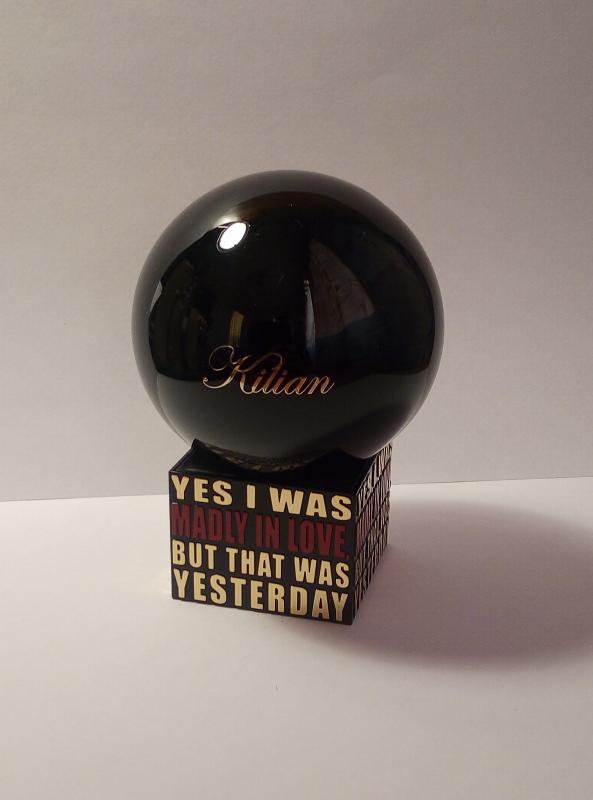 Kilian
YES I WAS
MADLY IN LOVE,
BUT THAT WAS
YESTERDAY